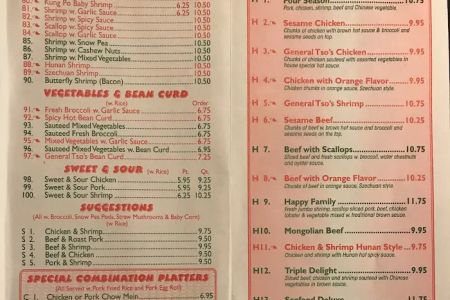 80. Kung Po Baby Shrimp 6.25 10.50
81. Shrimp w. Garlic Sauce 6.25 10.50
82. Shrimp w. Spicy Sauce 10.50
83. Scallop w. Spicy Sauce 10.50
84. Scallop w. Garlic Sauce 10.50
85. Shrimp w. Snow Pea 10.50
86. Shrimp w. Cashew Nuts 10.50
87. Shrimp w. Mixed Vegetables 10.50
88. Hunan Shrimp 10.50
89. Szechuan Shrimp 10.50
90. Butterfly Shrimp (Bacon) 10.50
VEGETABLES & BEAN CURD
(w. Rice) Order
91. Fresh Broccoli w. Garlic Sauce 6.75
92. Spicy Hot Bean Curd 6.75
93. Sauteed Mixed Vegetables 6.75
94. Sauteed Fresh Broccoli 6.75
95. Mixed Vegetables w. Garlic Sauce 6.75
96. Sauteed Mixed Vegetables w. Bean Curd 6.75
97. General Tso's Bean Curd 7.25
SWEET & SOUR (w. Rice) Pt. Qt.
98. Sweet & Sour Chicken 5.95 9.25
99. Sweet & Sour Pork 5.95 9.25
100. Sweet & Sour Shrimp 6.25 10.25
SUGGESTIONS
(All w. Broccoli, Snow Pea Pods, Straw Mushrooms & Baby Corn)
(w. Rice)
S 1. Chicken & Shrimp 9.75
S 2. Beef & Roast Pork 9.50
S 3. Beef & Shrimp 9.75
S 4. Beef & Chicken 9.50
S 5. Pork & Shrimp 9.50
SPECIAL COMBINATION PLATTERS
(All Served w. Pork Fried Rice and Pork Egg Roll)
C 1. Chicken or Pork Chow Mein 6.95
H 1. Four Season
Pork, chicken, shrimp, beef and Chinese vegetable.
H 2. Sesame Chicken 9.95
Chunks of chicken w. brown hot sauce & broccoli and
sesame seeds on top.
H 3. General Tso's Chicken 9.95
Chunks of chicken sauteed with assorted vegetables in
house special hot sauce
H 4. Chicken with Orange Flavor 9.95
Chunks chicken in orange sauce, Szechuan style.
H 5. General Tso's Shrimp 10.75
H 6. Sesame Beef 10.25
Chunks of beef w. brown hot sauce and broccoli and
sesame seeds on top.
H 7. Beef with Scallops 10.75
Sliced beef and fresh scallops w. broccoli, water chestnuts
and oyster sauce.
H 8. Beef with Orange Flavor 10.25
Chunks of beef in orange sauce, Szechuan style.
H 9. Happy Family 11.75
Fresh jumbo shrimp, scallop sliced pork, beef, chicken
lobster & vegetable mixed w. traditional brown sauce.
H10. Mongolian Beef 9.95
H11. Chicken & Shrimp Hunan Style 9.75
Chicken and shrimp with Hunan hot spicy sauce.
H12. Triple Delight 9.95
Sliced beef, chicken and shrimp sauteed with Chinese
vegetables in brown sauce.
H13. Seafood Deluxe